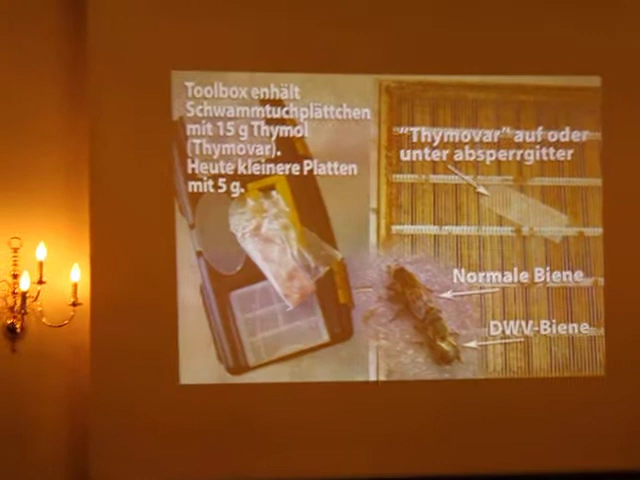 Toolbox enhält
Schwammtuchplättchen
mit 15 g Thymol
(Thymovar).
Heute kleinere Platten
mit 5 g.
"Thymovar" auf oder
unter absperrgitter
Normale Biene
DWV-Biene